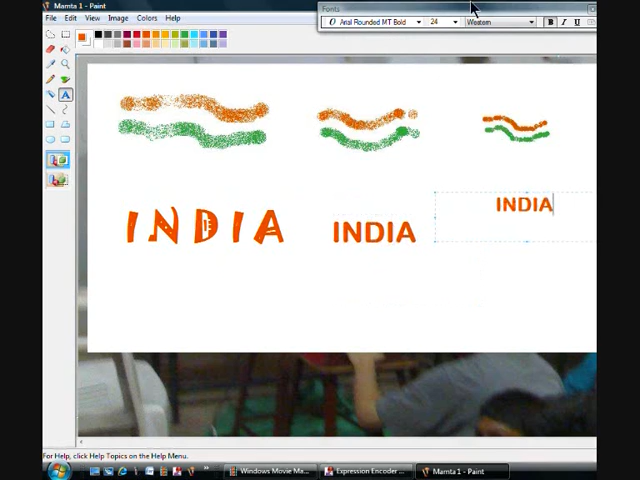 Mamta 1 - Paint
Fonts
File Edit View Image Colors Help
O Arial Rounded MT Bold 24 Western B I U
A
INDIA INDIA INDIA
For Help, click Help Topics on the Help Menu.
Windows Movie Ma... Expression Encoder ... Mamta 1 - Paint